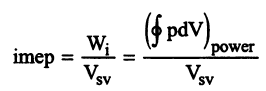 imep = W_i / V_sv = (∮ pdV)_power / V_sv